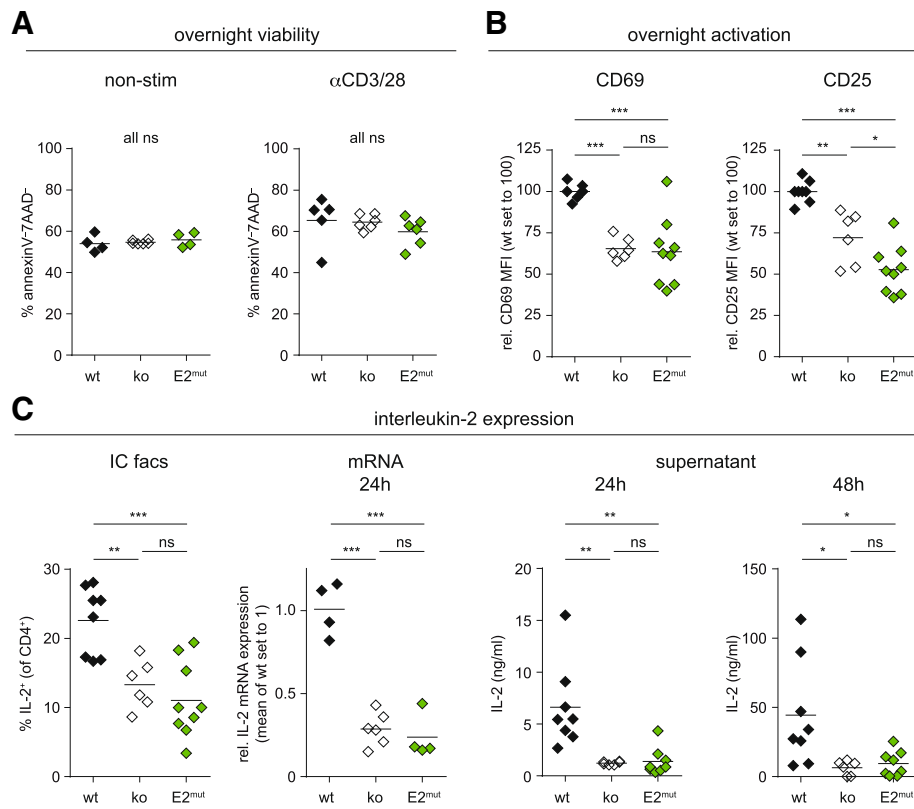 A
overnight viability
non-stim
αCD3/28
all ns
all ns
% annexinV⁻7AAD⁻
100
80
60
40
20
0
wt ko E2ᵐᵘᵗ
% annexinV⁻7AAD⁻
100
80
60
40
20
0
wt ko E2ᵐᵘᵗ
B
overnight activation
CD69
CD25
***
*** ns
rel. CD69 MFI (wt set to 100)
125
100
75
50
25
0
wt ko E2ᵐᵘᵗ
***
** *
rel. CD25 MFI (wt set to 100)
125
100
75
50
25
0
wt ko E2ᵐᵘᵗ
C
interleukin-2 expression
IC facs
***
** ns
% IL-2⁺ (of CD4⁺)
30
20
10
0
wt ko E2ᵐᵘᵗ
mRNA
24h
***
*** ns
rel. IL-2 mRNA expression
(mean of wt set to 1)
1.0
0.5
0
wt ko E2ᵐᵘᵗ
supernatant
24h
**
** ns
IL-2 (ng/ml)
20
15
10
5
0
wt ko E2ᵐᵘᵗ
48h
*
* ns
IL-2 (ng/ml)
150
100
50
0
wt ko E2ᵐᵘᵗ